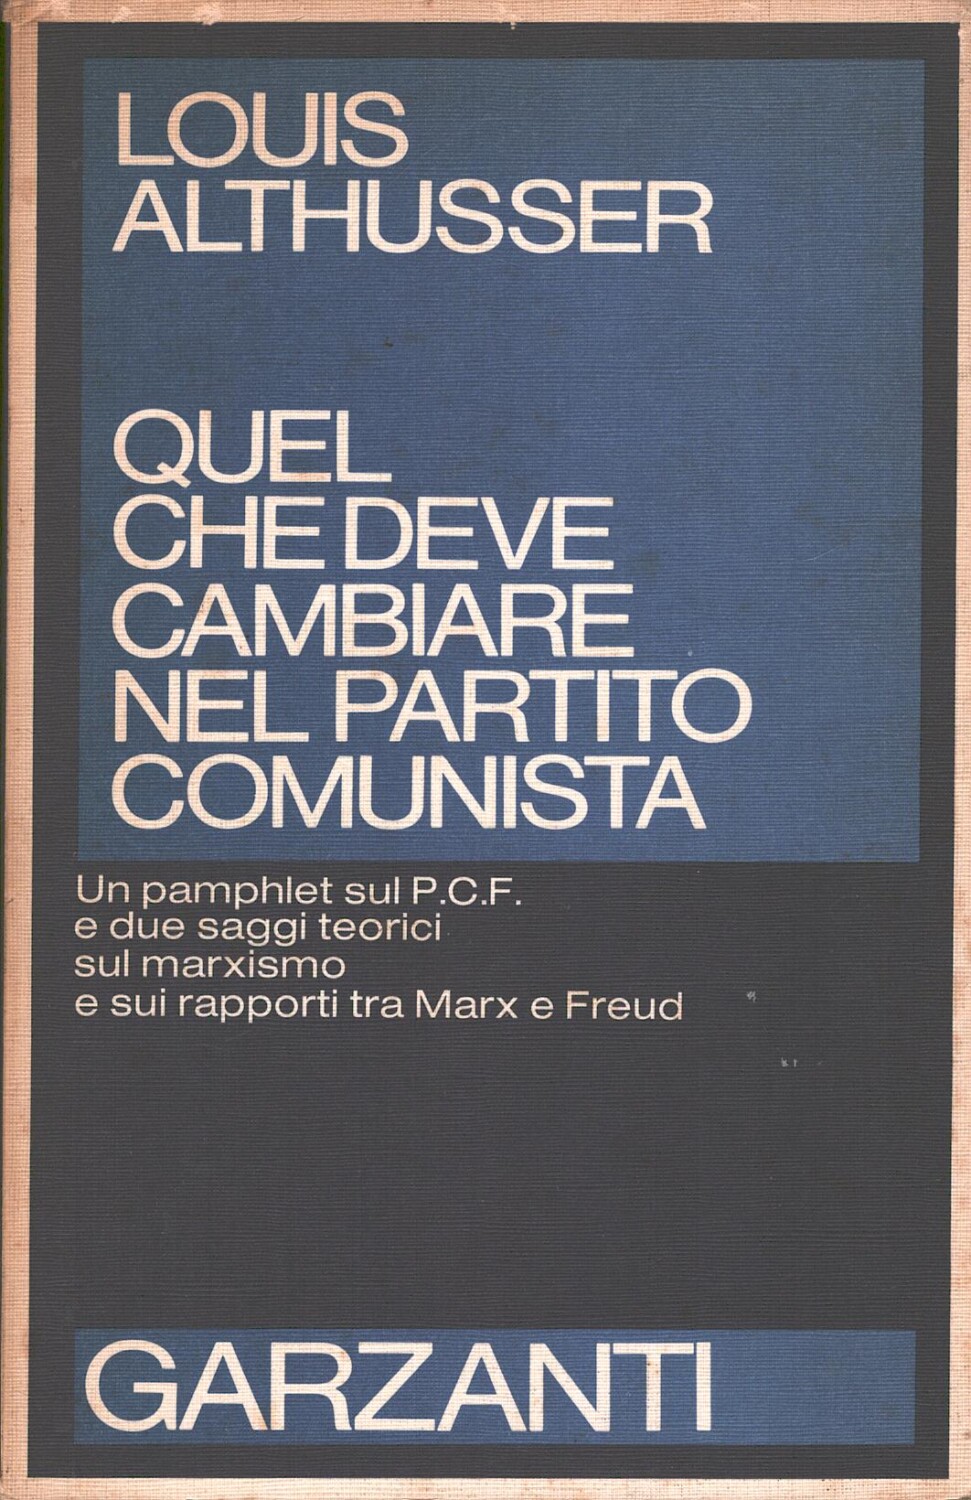 LOUIS
ALTHUSSER
QUEL
CHE DEVE
CAMBIARE
NEL PARTITO
COMUNISTA
Un pamphlet sul P.C.F.
e due saggi teorici
sul marxismo
e sui rapporti tra Marx e Freud
GARZANTI